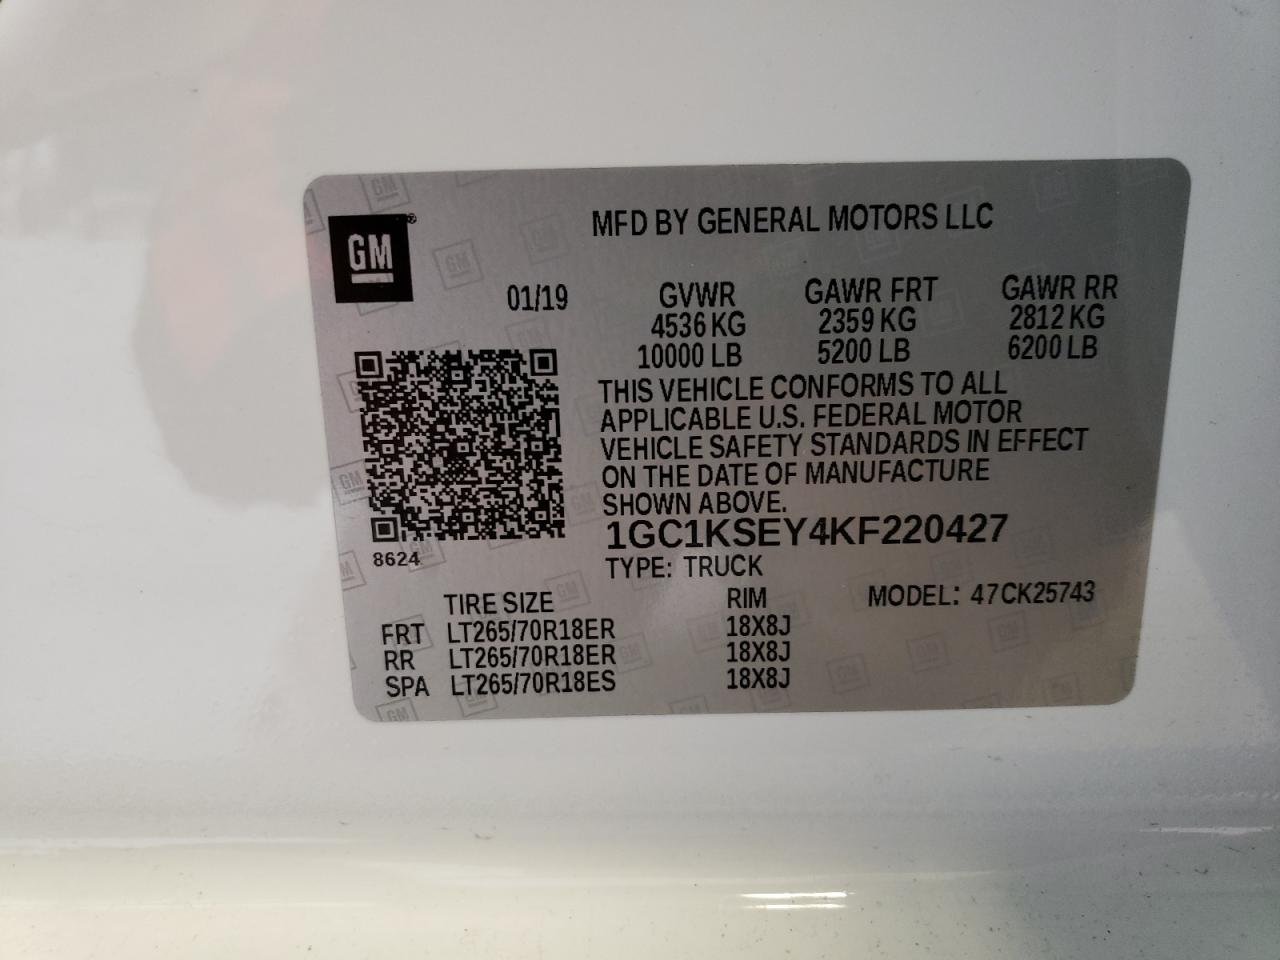 GM
MFD BY GENERAL MOTORS LLC
01/19 GVWR GAWR FRT GAWR RR
4536 KG 2359 KG 2812 KG
10000 LB 5200 LB 6200 LB
THIS VEHICLE CONFORMS TO ALL
APPLICABLE U.S. FEDERAL MOTOR
VEHICLE SAFETY STANDARDS IN EFFECT
ON THE DATE OF MANUFACTURE
SHOWN ABOVE.
1GC1KSEY4KF220427
8624
TYPE: TRUCK
TIRE SIZE RIM MODEL: 47CK25743
FRT LT265/70R18ER 18X8J
RR LT265/70R18ER 18X8J
SPA LT265/70R18ES 18X8J